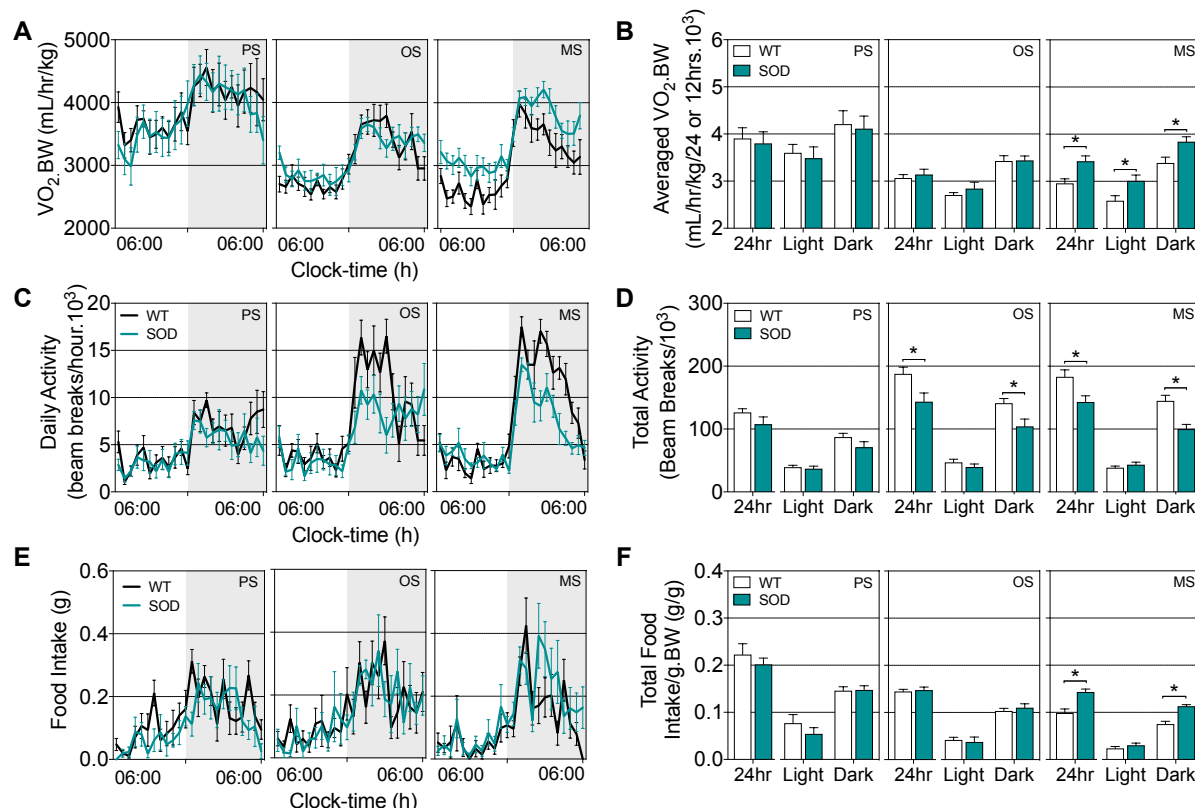 A
VO2.BW (mL/hr/kg)
5000
4000
3000
2000
PS
OS
MS
06:00 06:00
06:00 06:00
06:00 06:00
Clock-time (h)
B
Averaged VO2.BW
(mL/hr/kg/24 or 12hrs.10³)
6
5
4
3
2
WT
SOD
PS
OS
MS
* * *
24hr Light Dark
24hr Light Dark
24hr Light Dark
C
Daily Activity
(beam breaks/hour.10³)
20
15
10
5
0
WT
SOD
PS
OS
MS
06:00 06:00
06:00 06:00
06:00 06:00
Clock-time (h)
D
Total Activity
(Beam Breaks/10³)
300
200
100
0
WT
SOD
PS
OS
MS
* *
* *
24hr Light Dark
24hr Light Dark
24hr Light Dark
E
Food Intake (g)
0.6
0.4
0.2
0.0
WT
SOD
PS
OS
MS
06:00 06:00
06:00 06:00
06:00 06:00
Clock-time (h)
F
Total Food
Intake/g.BW (g/g)
0.4
0.3
0.2
0.1
0.0
WT
SOD
PS
OS
MS
* *
24hr Light Dark
24hr Light Dark
24hr Light Dark